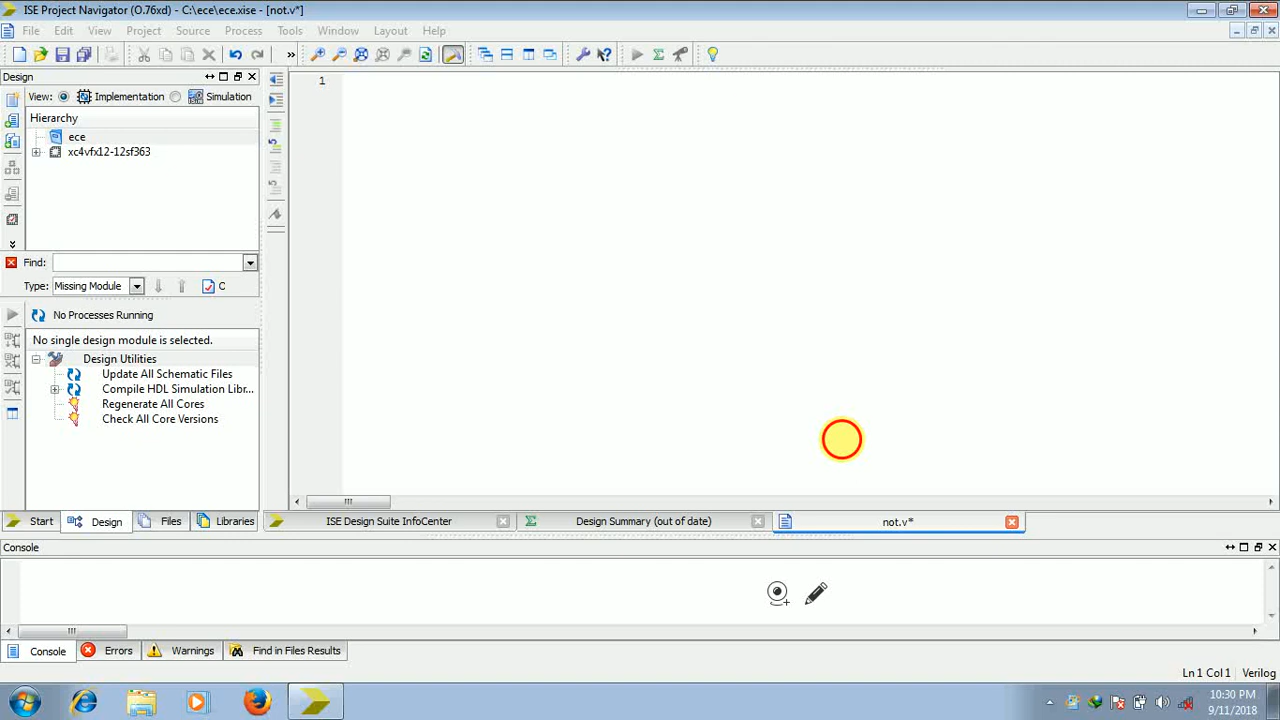 ISE Project Navigator (O.76xd) - C:\ece\ece.xise - [not.v*]
File Edit View Project Source Process Tools Window Layout Help
»
Design
View: Implementation Simulation
Hierarchy
ece
xc4vfx12-12sf363
Find:
Type: Missing Module C
No Processes Running
No single design module is selected.
Design Utilities
Update All Schematic Files
Compile HDL Simulation Libr...
Regenerate All Cores
Check All Core Versions
1
Start Design Files Libraries
ISE Design Suite InfoCenter Design Summary (out of date) not.v*
Console
Console Errors Warnings Find in Files Results
Ln 1 Col 1 Verilog
10:30 PM
9/11/2018